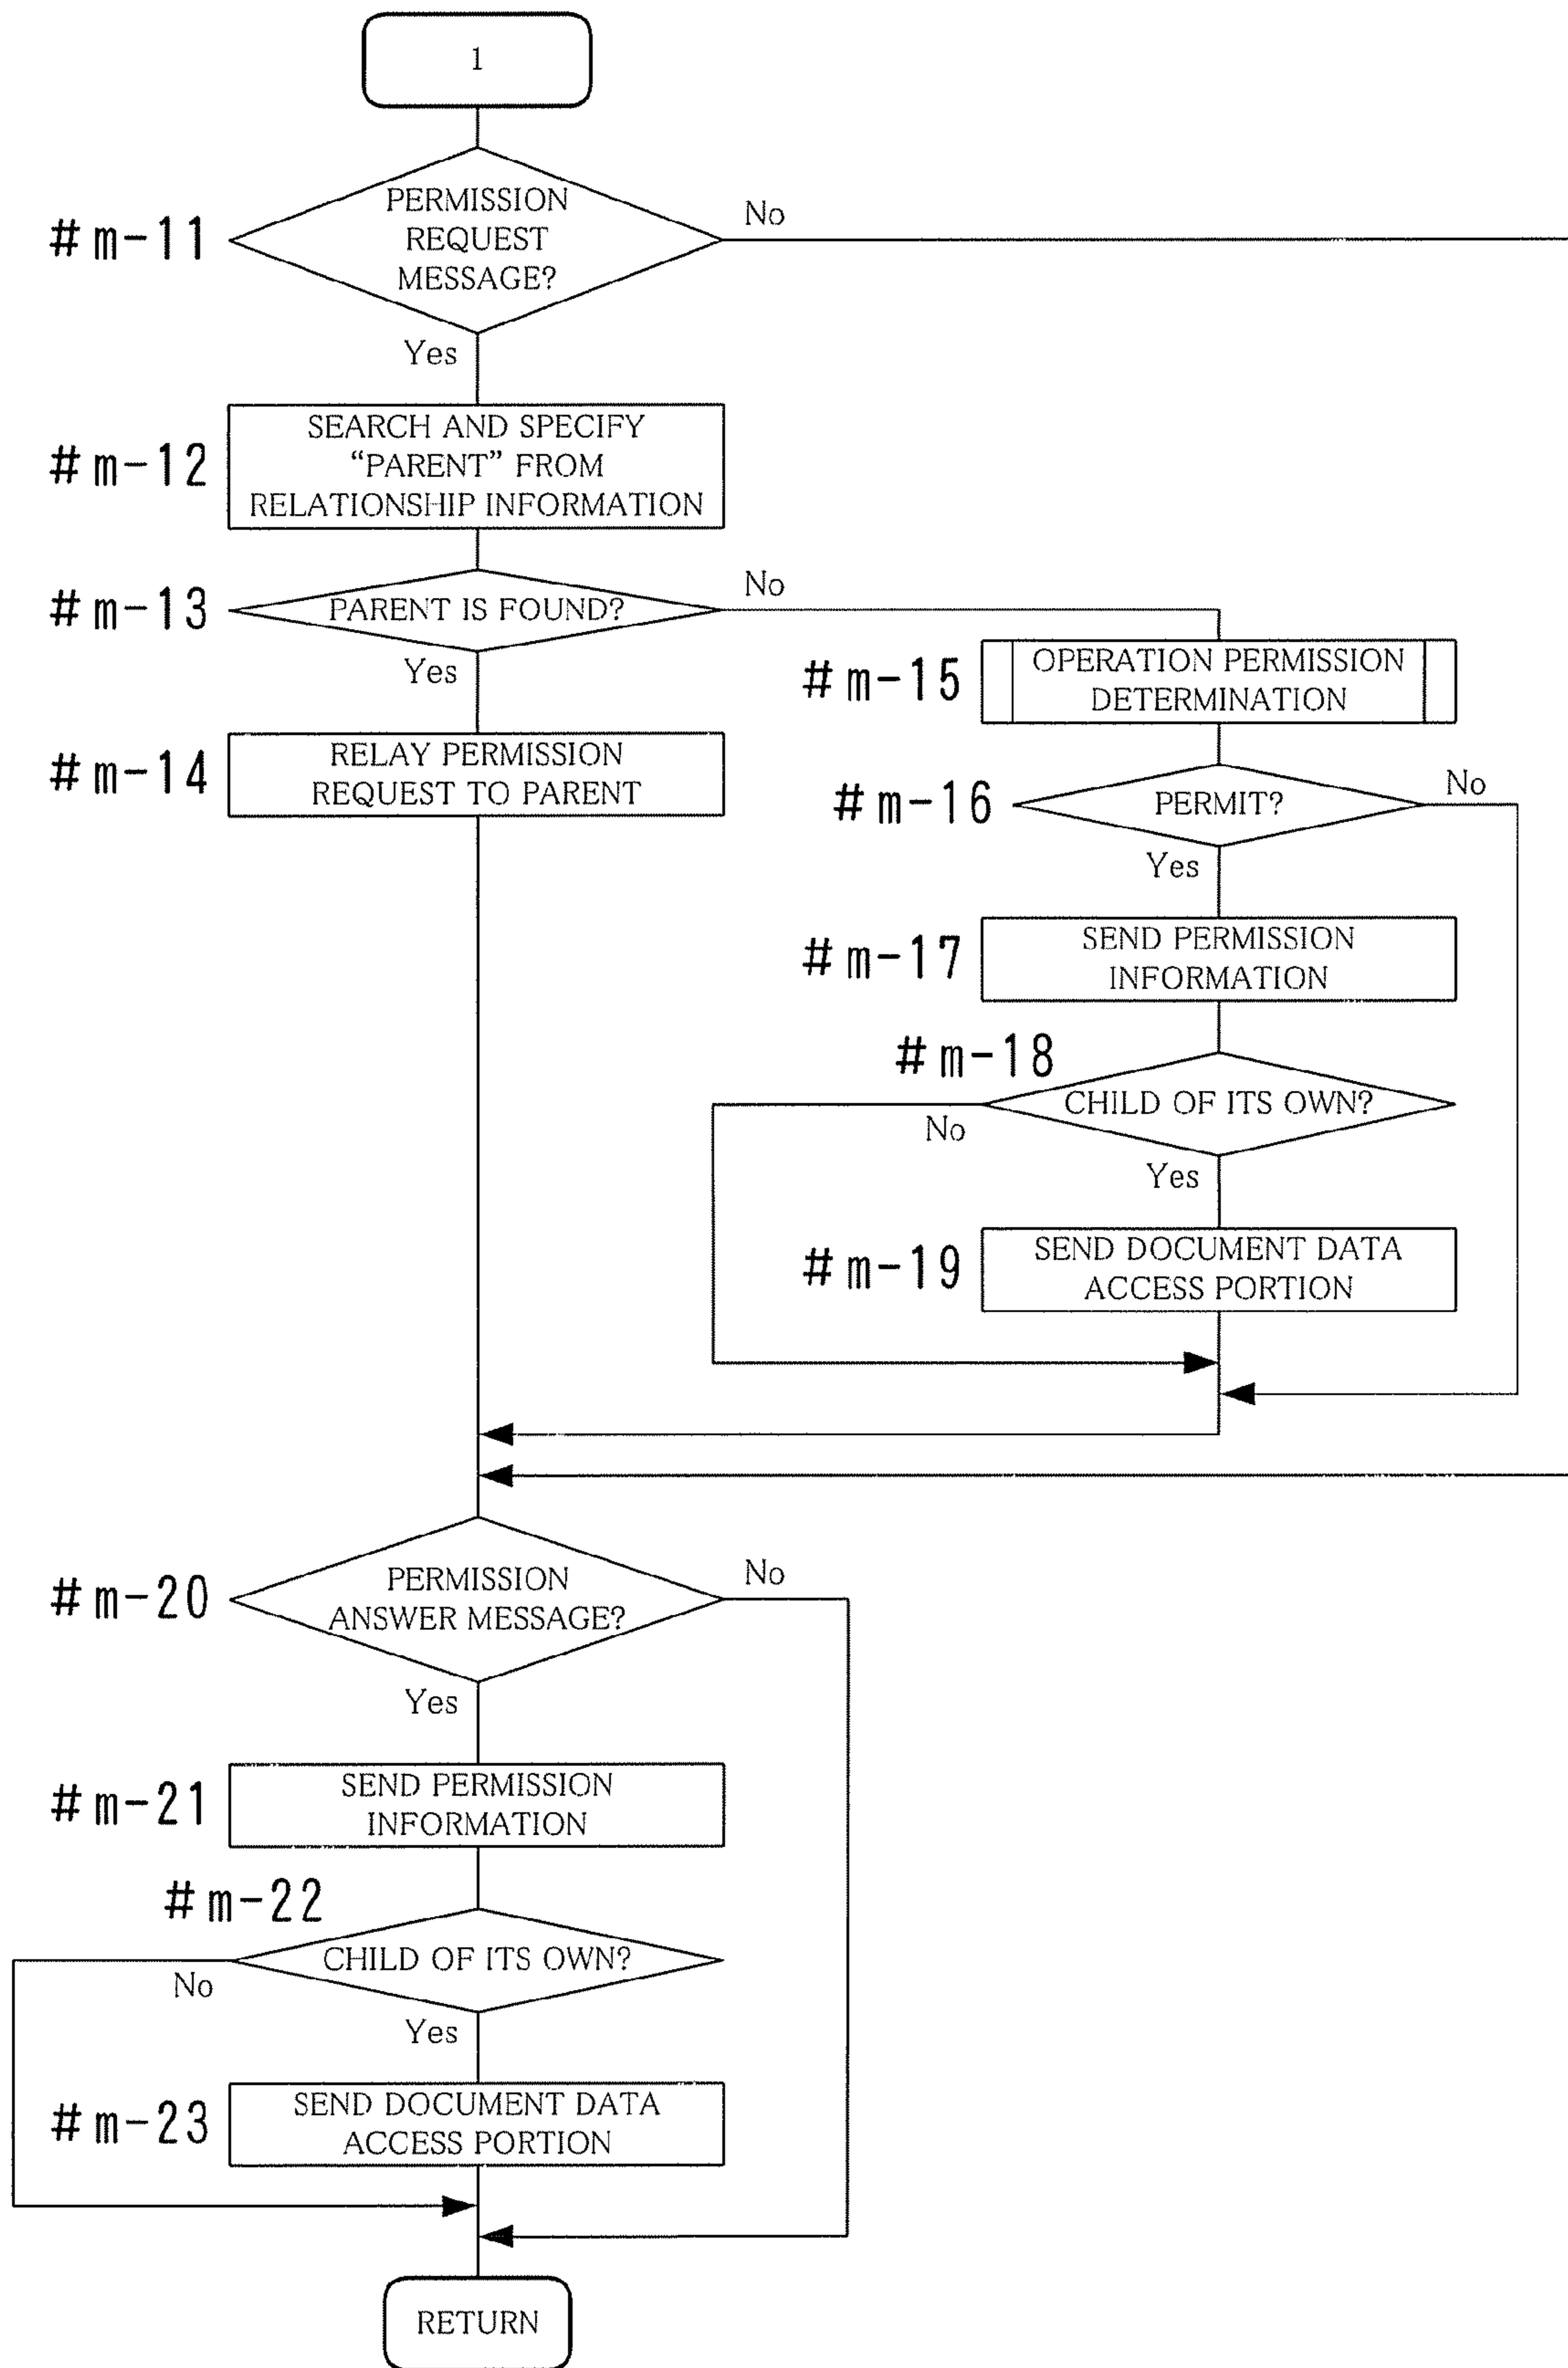 1
# m-11
PERMISSION
REQUEST
MESSAGE?
No
Yes
# m-12
SEARCH AND SPECIFY
“PARENT” FROM
RELATIONSHIP INFORMATION
# m-13
PARENT IS FOUND?
No
Yes
# m-14
RELAY PERMISSION
REQUEST TO PARENT
# m-15
OPERATION PERMISSION
DETERMINATION
# m-16
PERMIT?
No
Yes
# m-17
SEND PERMISSION
INFORMATION
# m-18
CHILD OF ITS OWN?
No
Yes
# m-19
SEND DOCUMENT DATA
ACCESS PORTION
# m-20
PERMISSION
ANSWER MESSAGE?
No
Yes
# m-21
SEND PERMISSION
INFORMATION
# m-22
CHILD OF ITS OWN?
No
Yes
# m-23
SEND DOCUMENT DATA
ACCESS PORTION
RETURN